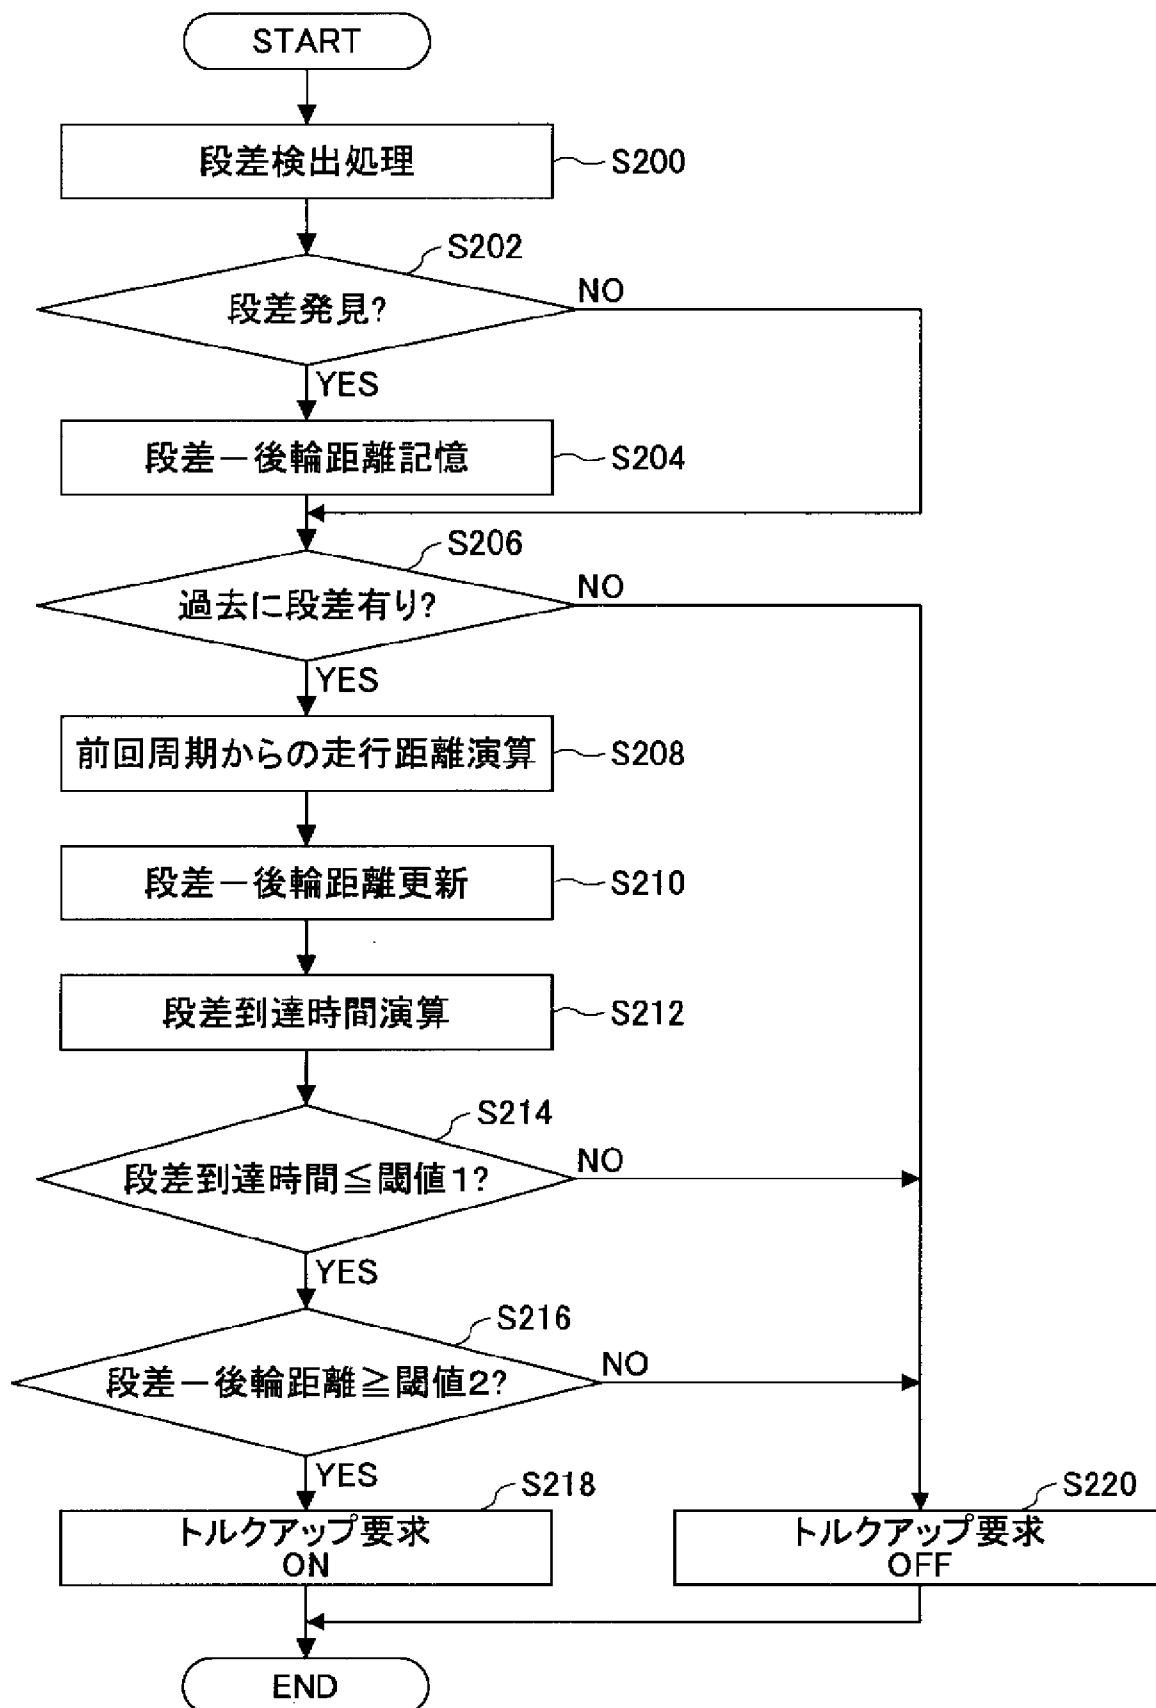 START
段差検出処理
S200
S202
段差発見?
NO
YES
段差－後輪距離記憶
S204
S206
過去に段差有り?
NO
YES
前回周期からの走行距離演算
S208
段差－後輪距離更新
S210
段差到達時間演算
S212
S214
段差到達時間≦閾値1?
NO
YES
S216
段差－後輪距離≧閾値2?
NO
YES
S218
トルクアップ要求
ON
S220
トルクアップ要求
OFF
END